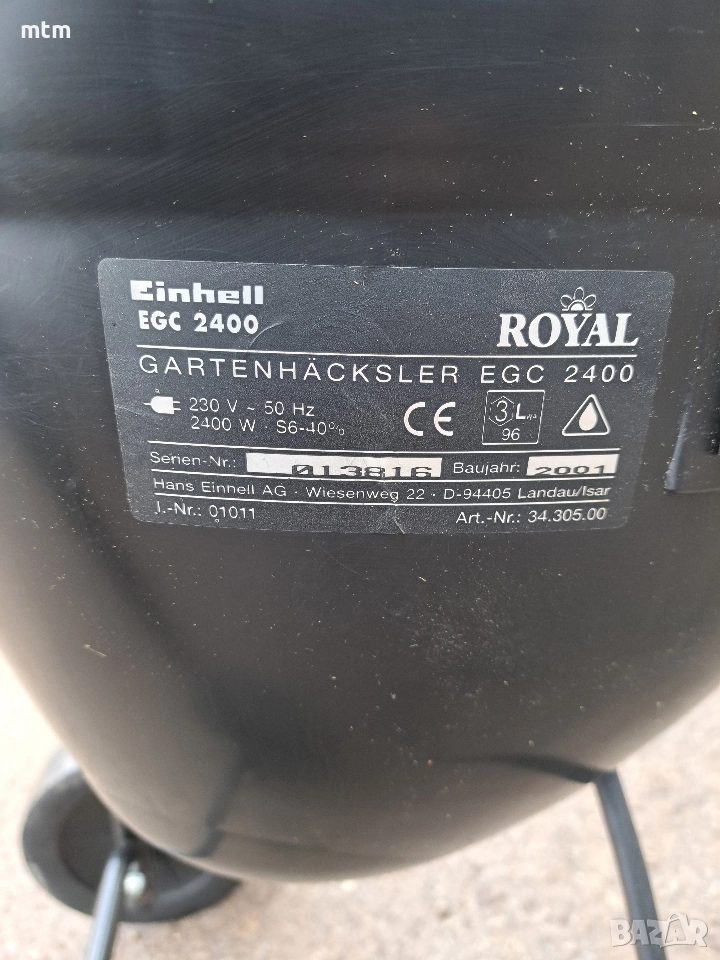 mtm
Einhell
EGC 2400
ROYAL
GARTENHÄCKSLER EGC 2400
230 V ~ 50 Hz
2400 W · S6-40%
CE
3 LWA
96
Serien-Nr.: 013816 Baujahr: 2001
Hans Einhell AG · Wiesenweg 22 · D-94405 Landau/Isar
I.-Nr.: 01011 Art.-Nr.: 34.305.00
BAZAR